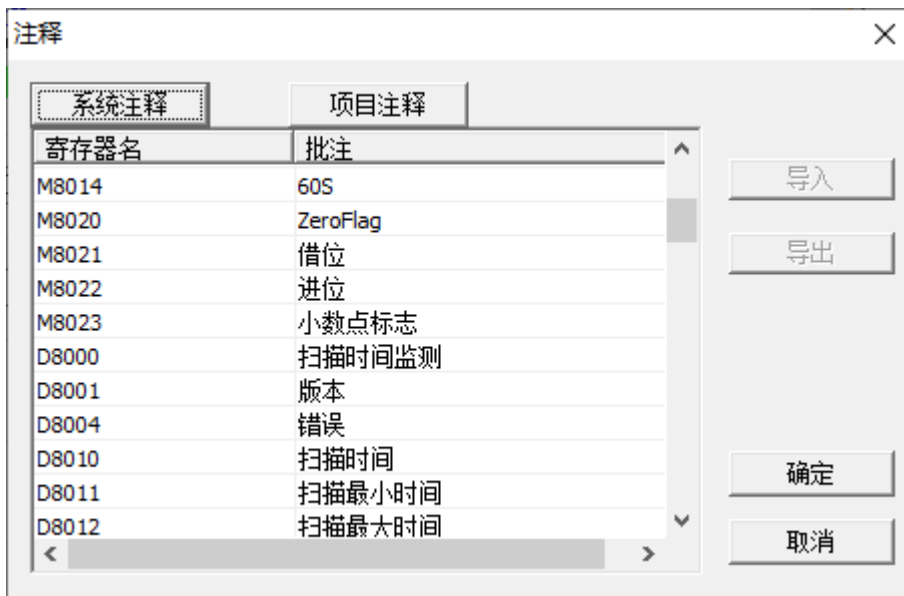 注释
系统注释 项目注释
寄存器名 批注
M8014 60S
M8020 ZeroFlag
M8021 借位
M8022 进位
M8023 小数点标志
D8000 扫描时间监测
D8001 版本
D8004 错误
D8010 扫描时间
D8011 扫描最小时间
D8012 扫描最大时间
导入
导出
确定
取消